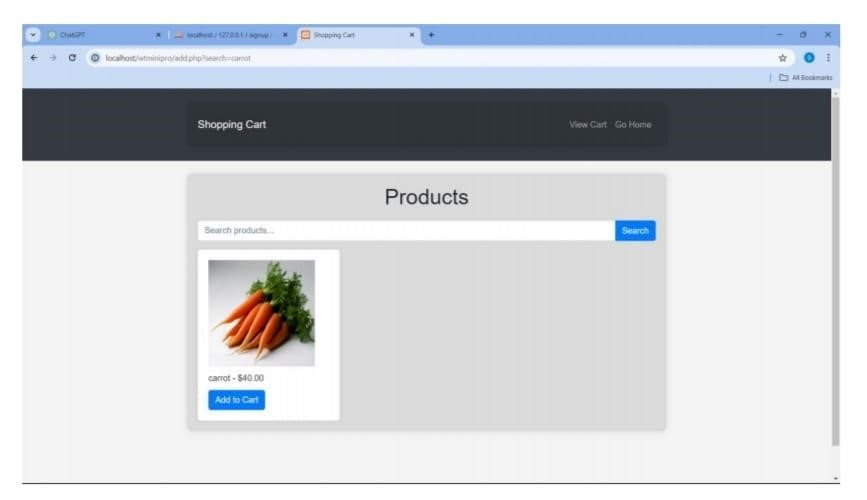 ChatGPT
localhost / 127.0.0.1 / signup /
Shopping Cart
localhost/wtminipro/add.php?search=carrot
S
All Bookmarks
Shopping Cart
View Cart Go Home
Products
Search products...
Search
carrot - $40.00
Add to Cart